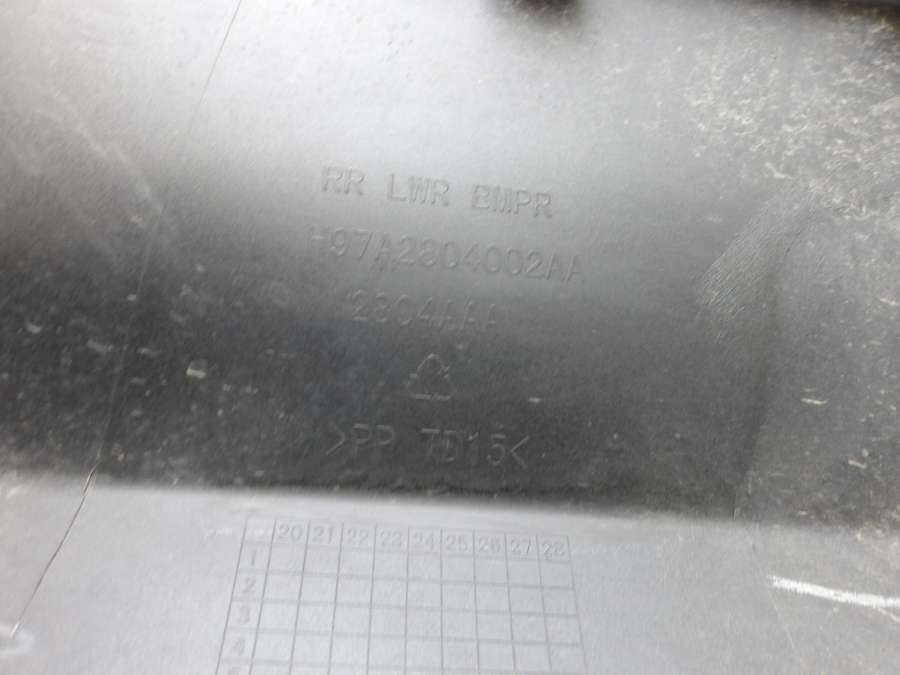 RR LWR BMPR
H97A2804002AA
2804AAA
>PP TD15<
20 21 22 23 24 25 26 27 28
1
2
3
4